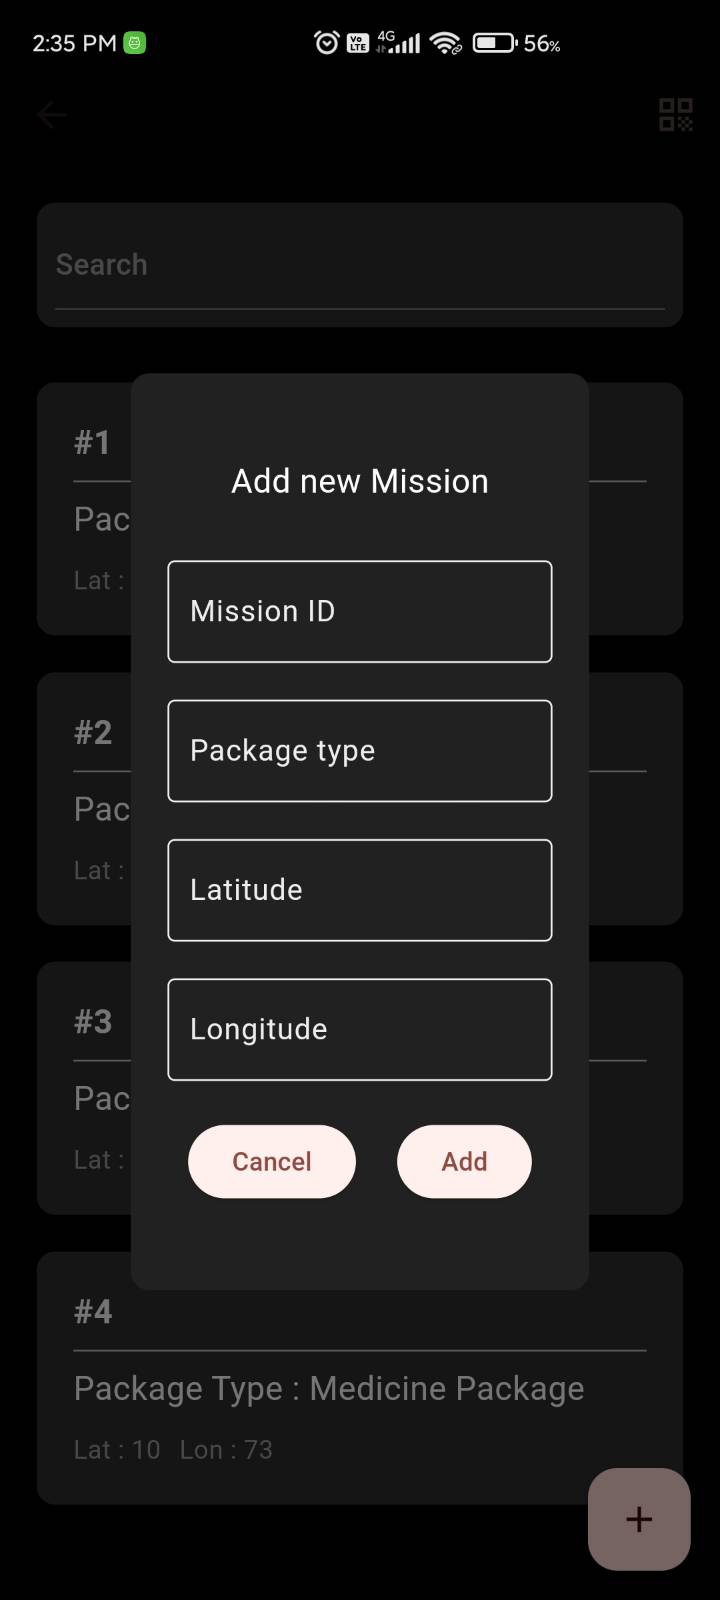 2:35 PM Vo LTE 4G 56%
Search
#1
Add new Mission
Pac
Lat :
Mission ID
#2
Package type
Pac
Lat :
Latitude
#3
Longitude
Pac
Lat :
Cancel Add
#4
Package Type : Medicine Package
Lat : 10 Lon : 73
+